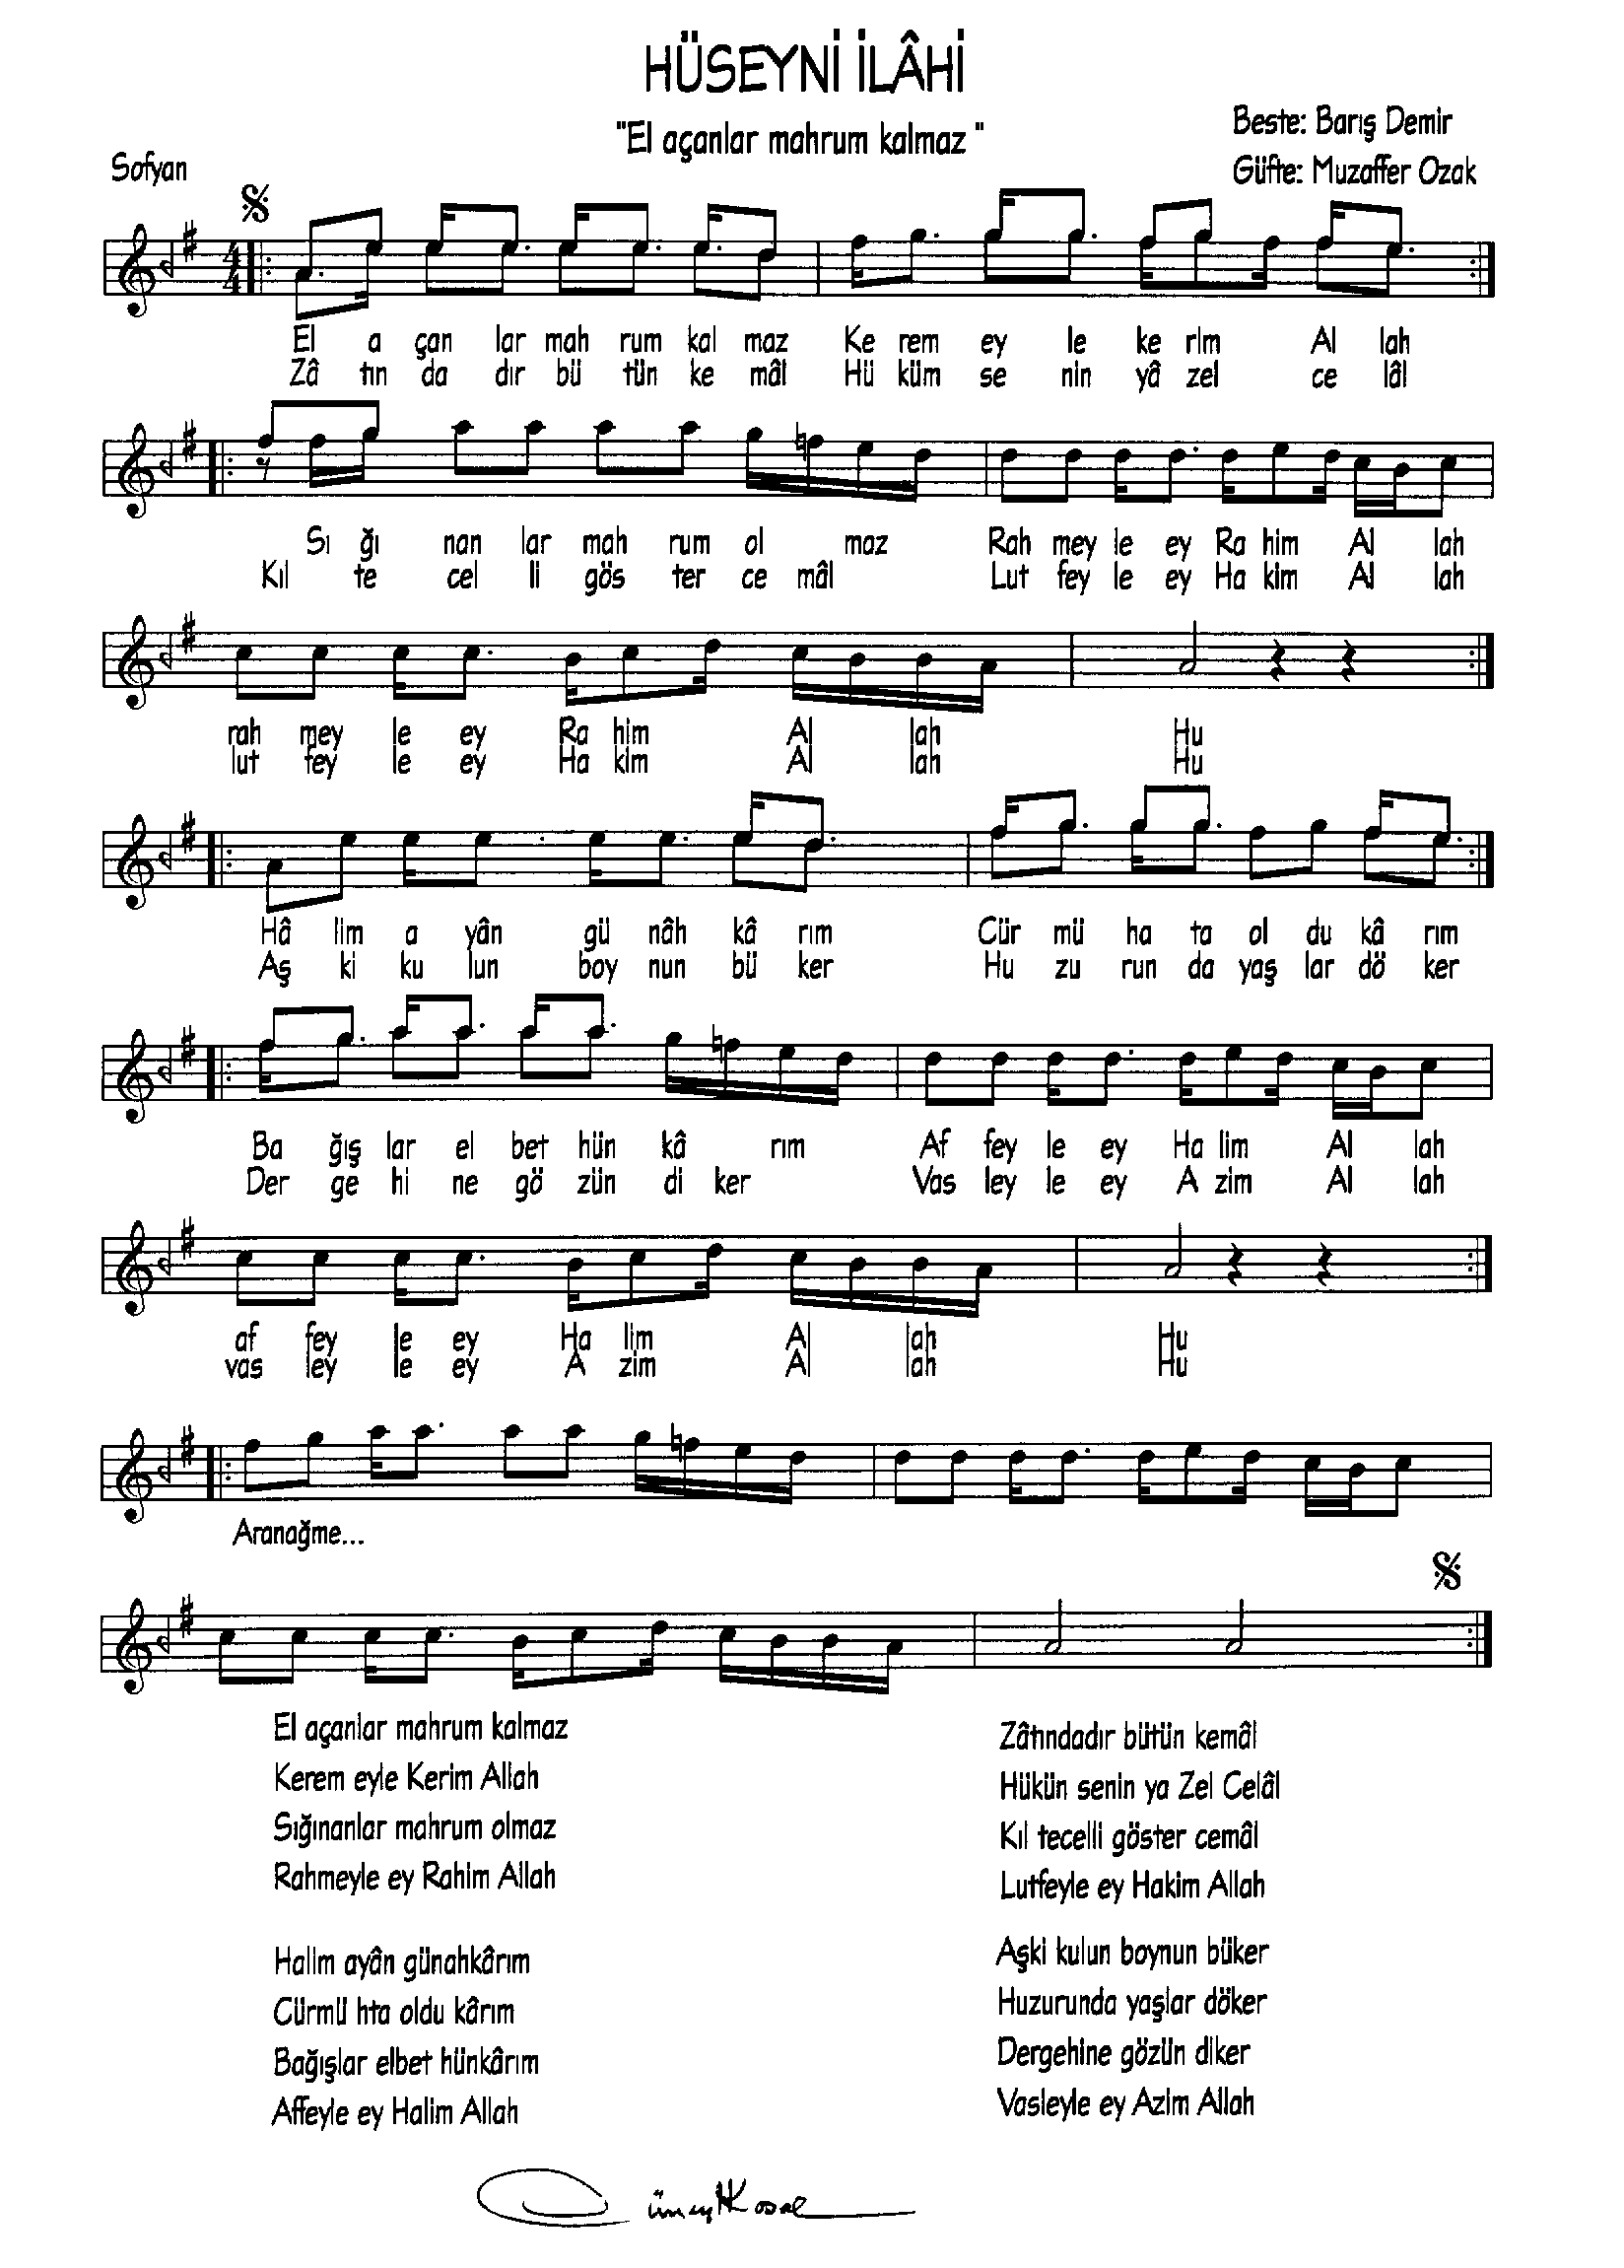 HÜSEYNİ İLÂHİ
"El açanlar mahrum kalmaz "
Beste: Barış Demir
Sofyan
Güfte: Muzaffer Ozak
4
4
El a çan lar mah rum kal maz Ke rem ey le ke rIm Al lah
Zâ tın da dır bü tün ke mâl Hü küm se nin yâ zel ce lâl
Sı ğı nan lar mah rum ol maz Rah mey le ey Ra him Al lah
Kıl te cel li gös ter ce mâl Lut fey le ey Ha kim Al lah
rah mey le ey Ra him Al lah Hu
lut fey le ey Ha kIm Al lah Hu
Hâ lim a yân gü nâh kâ rım Cür mü ha ta ol du kâ rım
Aş ki ku lun boy nun bü ker Hu zu run da yaş lar dö ker
Ba ğış lar el bet hün kâ rım Af fey le ey Ha lim Al lah
Der ge hi ne gö zün di ker Vas ley le ey A zim Al lah
af fey le ey Ha lim Al lah Hu
vas ley le ey A zim Al lah Hu
Aranağme...
El açanlar mahrum kalmaz
Kerem eyle Kerim Allah
Sığınanlar mahrum olmaz
Rahmeyle ey Rahim Allah
Halim ayân günahkârım
Cürmü hta oldu kârım
Bağışlar elbet hünkârım
Affeyle ey Halim Allah
Zâtındadır bütün kemâl
Hükün senin ya Zel Celâl
Kıl tecelli göster cemâl
Lutfeyle ey Hakim Allah
Aşki kulun boynun büker
Huzurunda yaşlar döker
Dergehine gözün diker
Vasleyle ey Azim Allah